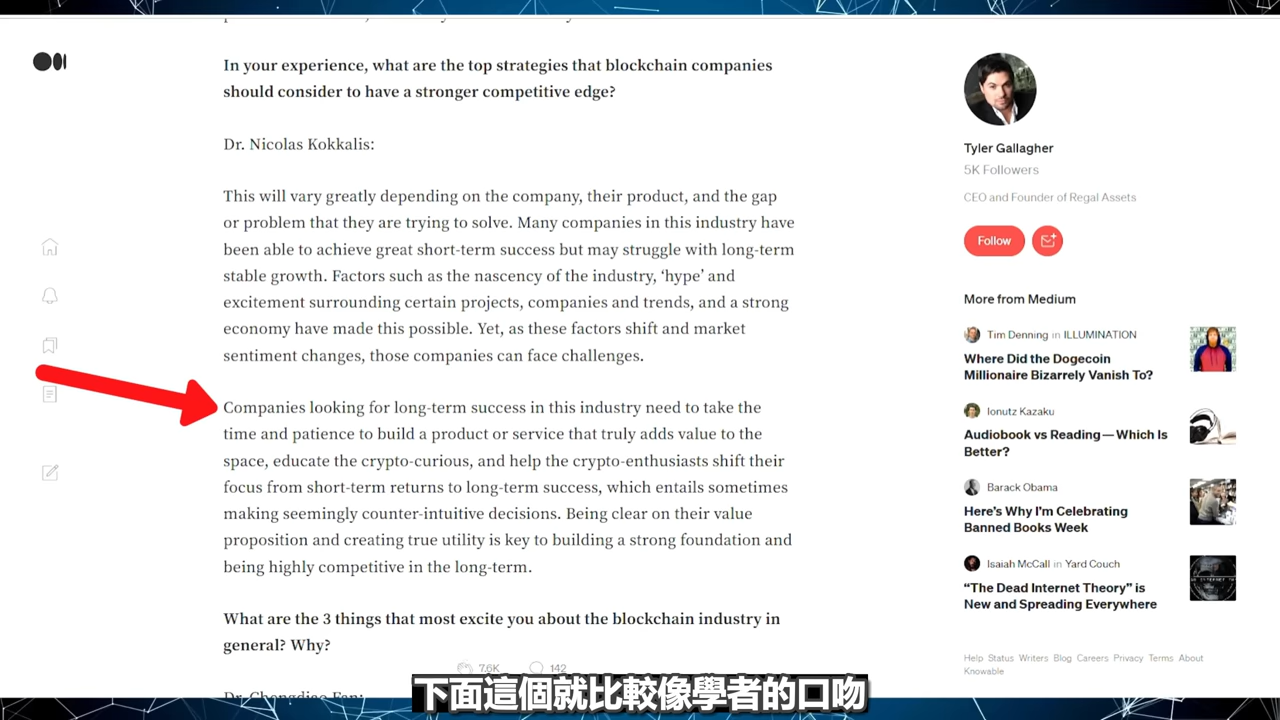 In your experience, what are the top strategies that blockchain companies
should consider to have a stronger competitive edge?
Dr. Nicolas Kokkalis:
This will vary greatly depending on the company, their product, and the gap
or problem that they are trying to solve. Many companies in this industry have
been able to achieve great short-term success but may struggle with long-term
stable growth. Factors such as the nascency of the industry, ‘hype’ and
excitement surrounding certain projects, companies and trends, and a strong
economy have made this possible. Yet, as these factors shift and market
sentiment changes, those companies can face challenges.
Companies looking for long-term success in this industry need to take the
time and patience to build a product or service that truly adds value to the
space, educate the crypto-curious, and help the crypto-enthusiasts shift their
focus from short-term returns to long-term success, which entails sometimes
making seemingly counter-intuitive decisions. Being clear on their value
proposition and creating true utility is key to building a strong foundation and
being highly competitive in the long-term.
What are the 3 things that most excite you about the blockchain industry in
general? Why?
7.6K
142
Dr. Chengdiao Fan:
Tyler Gallagher
5K Followers
CEO and Founder of Regal Assets
Follow
More from Medium
Tim Denning in ILLUMINATION
Where Did the Dogecoin
Millionaire Bizarrely Vanish To?
Ionutz Kazaku
Audiobook vs Reading — Which Is
Better?
Barack Obama
Here’s Why I’m Celebrating
Banned Books Week
Isaiah McCall in Yard Couch
“The Dead Internet Theory” is
New and Spreading Everywhere
Help Status Writers Blog Careers Privacy Terms About
Knowable
下面這個就比較像學者的口吻